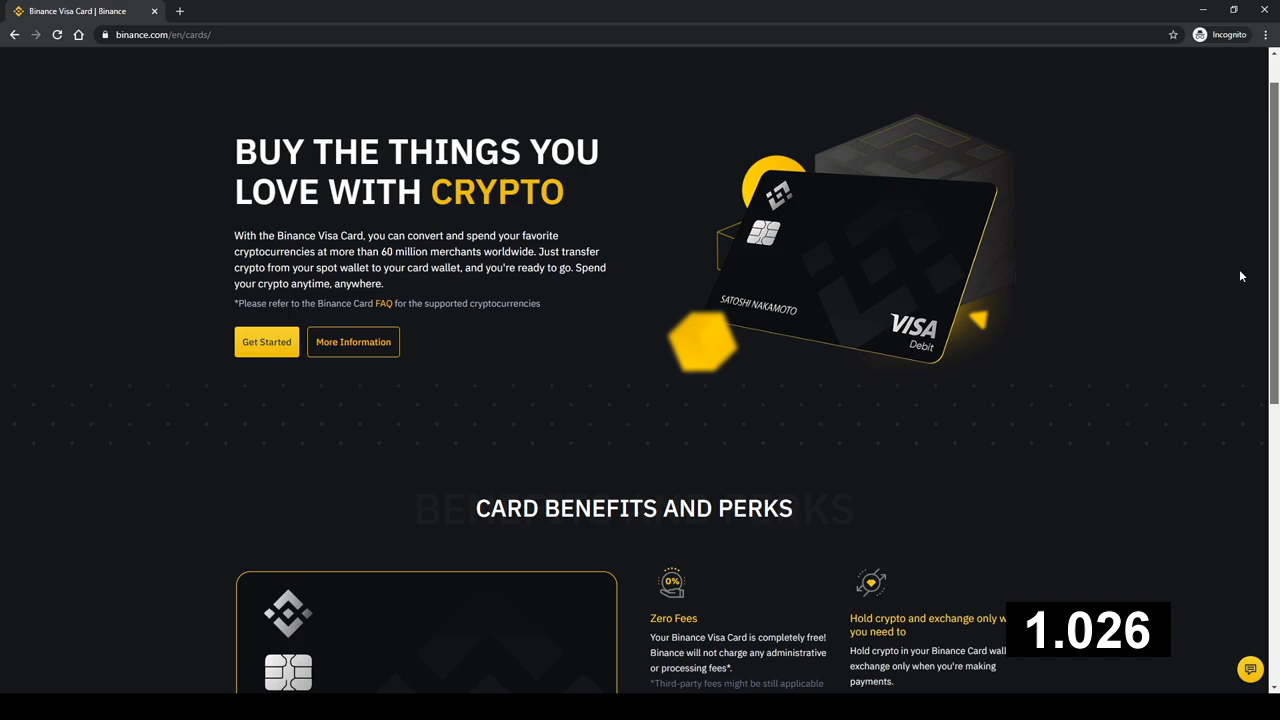 Binance Visa Card | Binance
binance.com/en/cards/
Incognito
BUY THE THINGS YOU
LOVE WITH CRYPTO
With the Binance Visa Card, you can convert and spend your favorite
cryptocurrencies at more than 60 million merchants worldwide. Just transfer
crypto from your spot wallet to your card wallet, and you're ready to go. Spend
your crypto anytime, anywhere.
*Please refer to the Binance Card FAQ for the supported cryptocurrencies
Get Started
More Information
SATOSHI NAKAMOTO
VISA
Debit
BENEFITS AND PERKS
CARD BENEFITS AND PERKS
0%
Zero Fees
Your Binance Visa Card is completely free!
Binance will not charge any administrative
or processing fees*.
*Third-party fees might be still applicable
Hold crypto and exchange only
you need to
Hold crypto in your Binance Card
exchange only when you're making
payments.
1.026